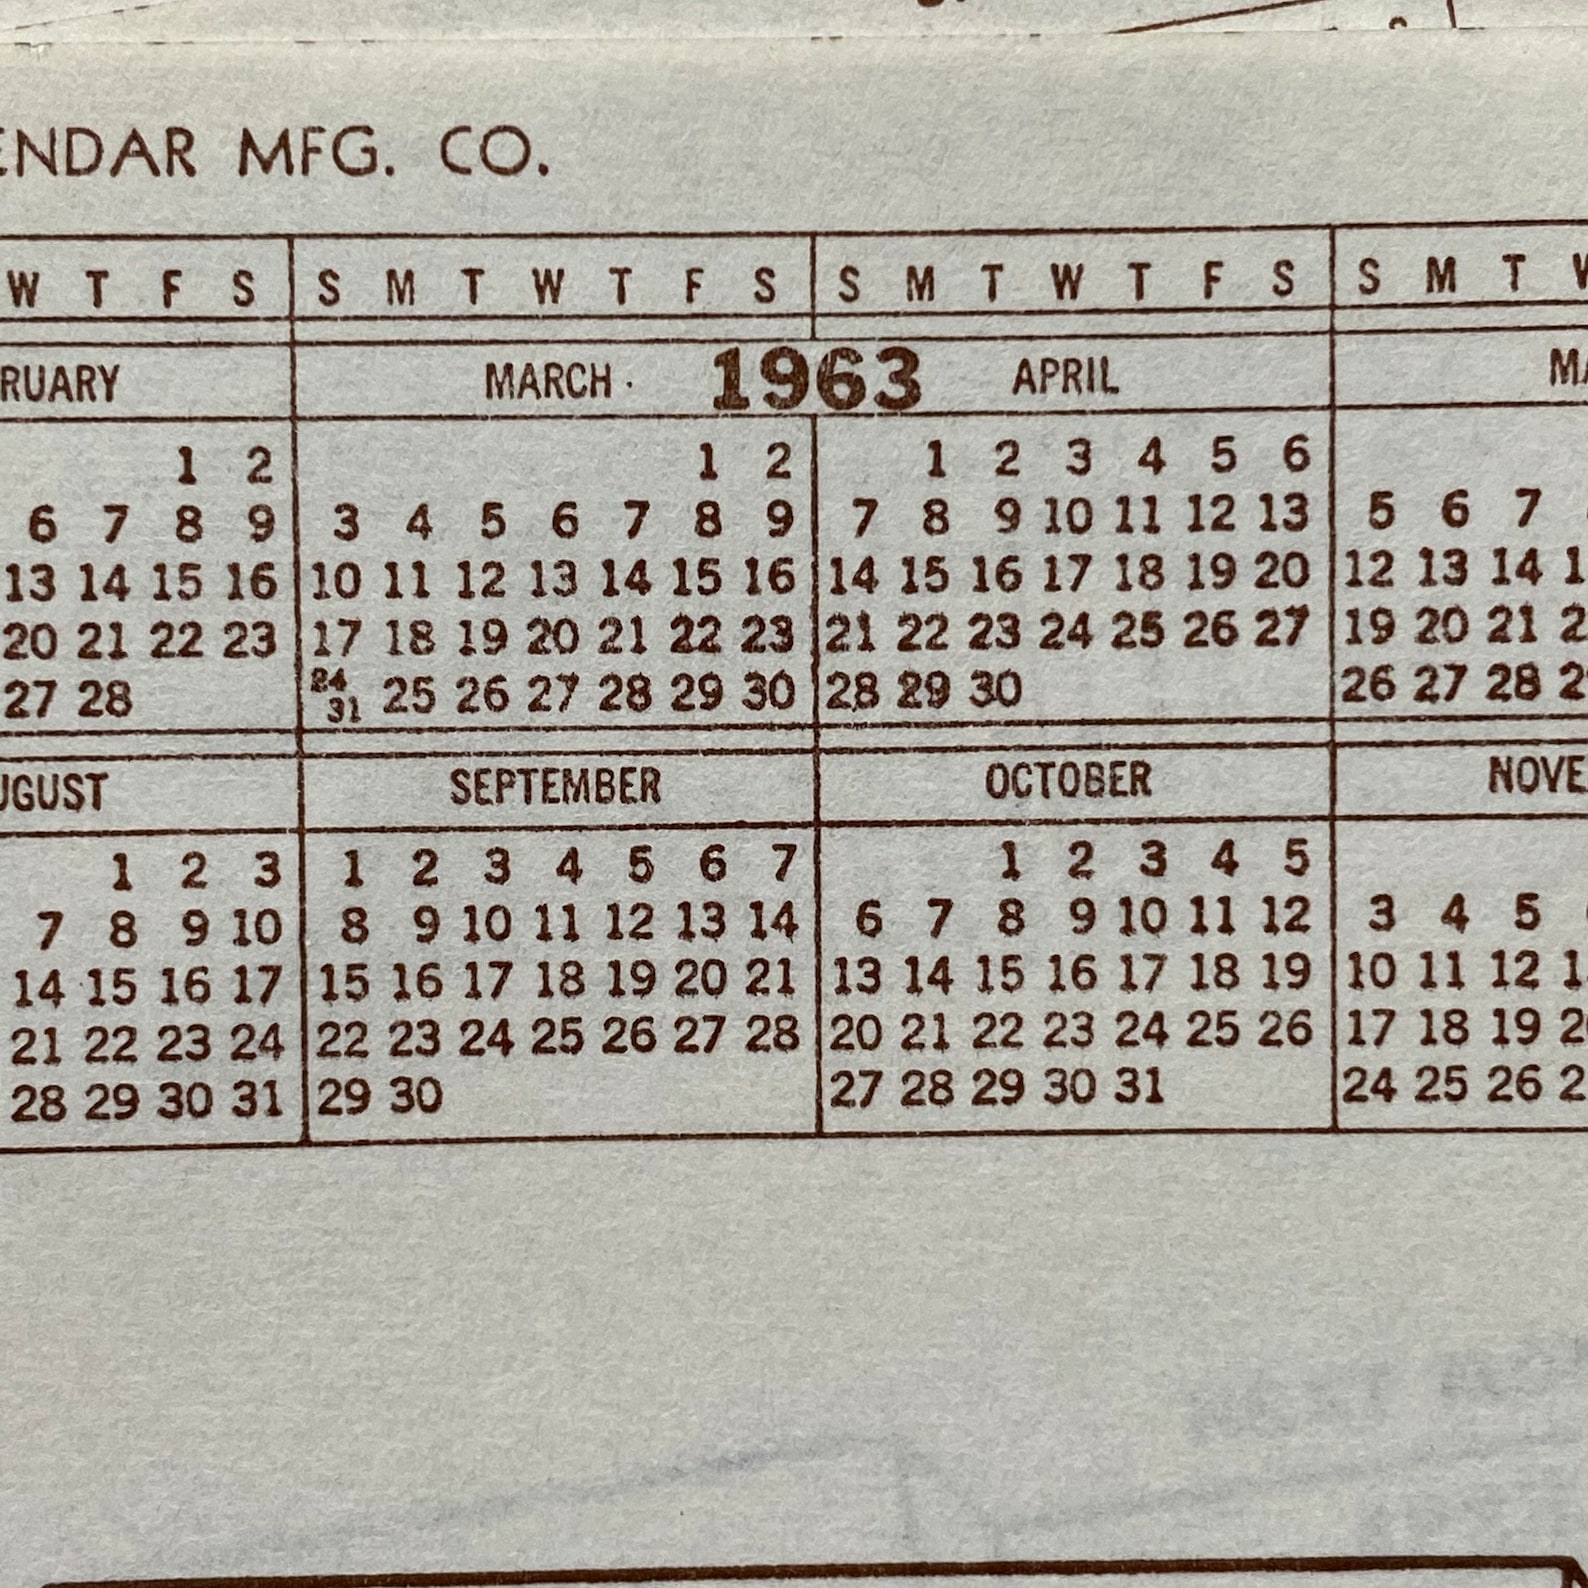 ENDAR MFG. CO.
W T F S S M T W T F S S M T W T F S S M T W
RUARY MARCH 1963 APRIL MA
1 2 1 2 1 2 3 4 5 6
6 7 8 9 3 4 5 6 7 8 9 7 8 9 10 11 12 13 5 6 7
13 14 15 16 10 11 12 13 14 15 16 14 15 16 17 18 19 20 12 13 14 1
20 21 22 23 17 18 19 20 21 22 23 21 22 23 24 25 26 27 19 20 21 2
27 28 24/31 25 26 27 28 29 30 28 29 30 26 27 28 2
UGUST SEPTEMBER OCTOBER NOVE
1 2 3 1 2 3 4 5 6 7 1 2 3 4 5
7 8 9 10 8 9 10 11 12 13 14 6 7 8 9 10 11 12 3 4 5
14 15 16 17 15 16 17 18 19 20 21 13 14 15 16 17 18 19 10 11 12 1
21 22 23 24 22 23 24 25 26 27 28 20 21 22 23 24 25 26 17 18 19 2
28 29 30 31 29 30 27 28 29 30 31 24 25 26 2